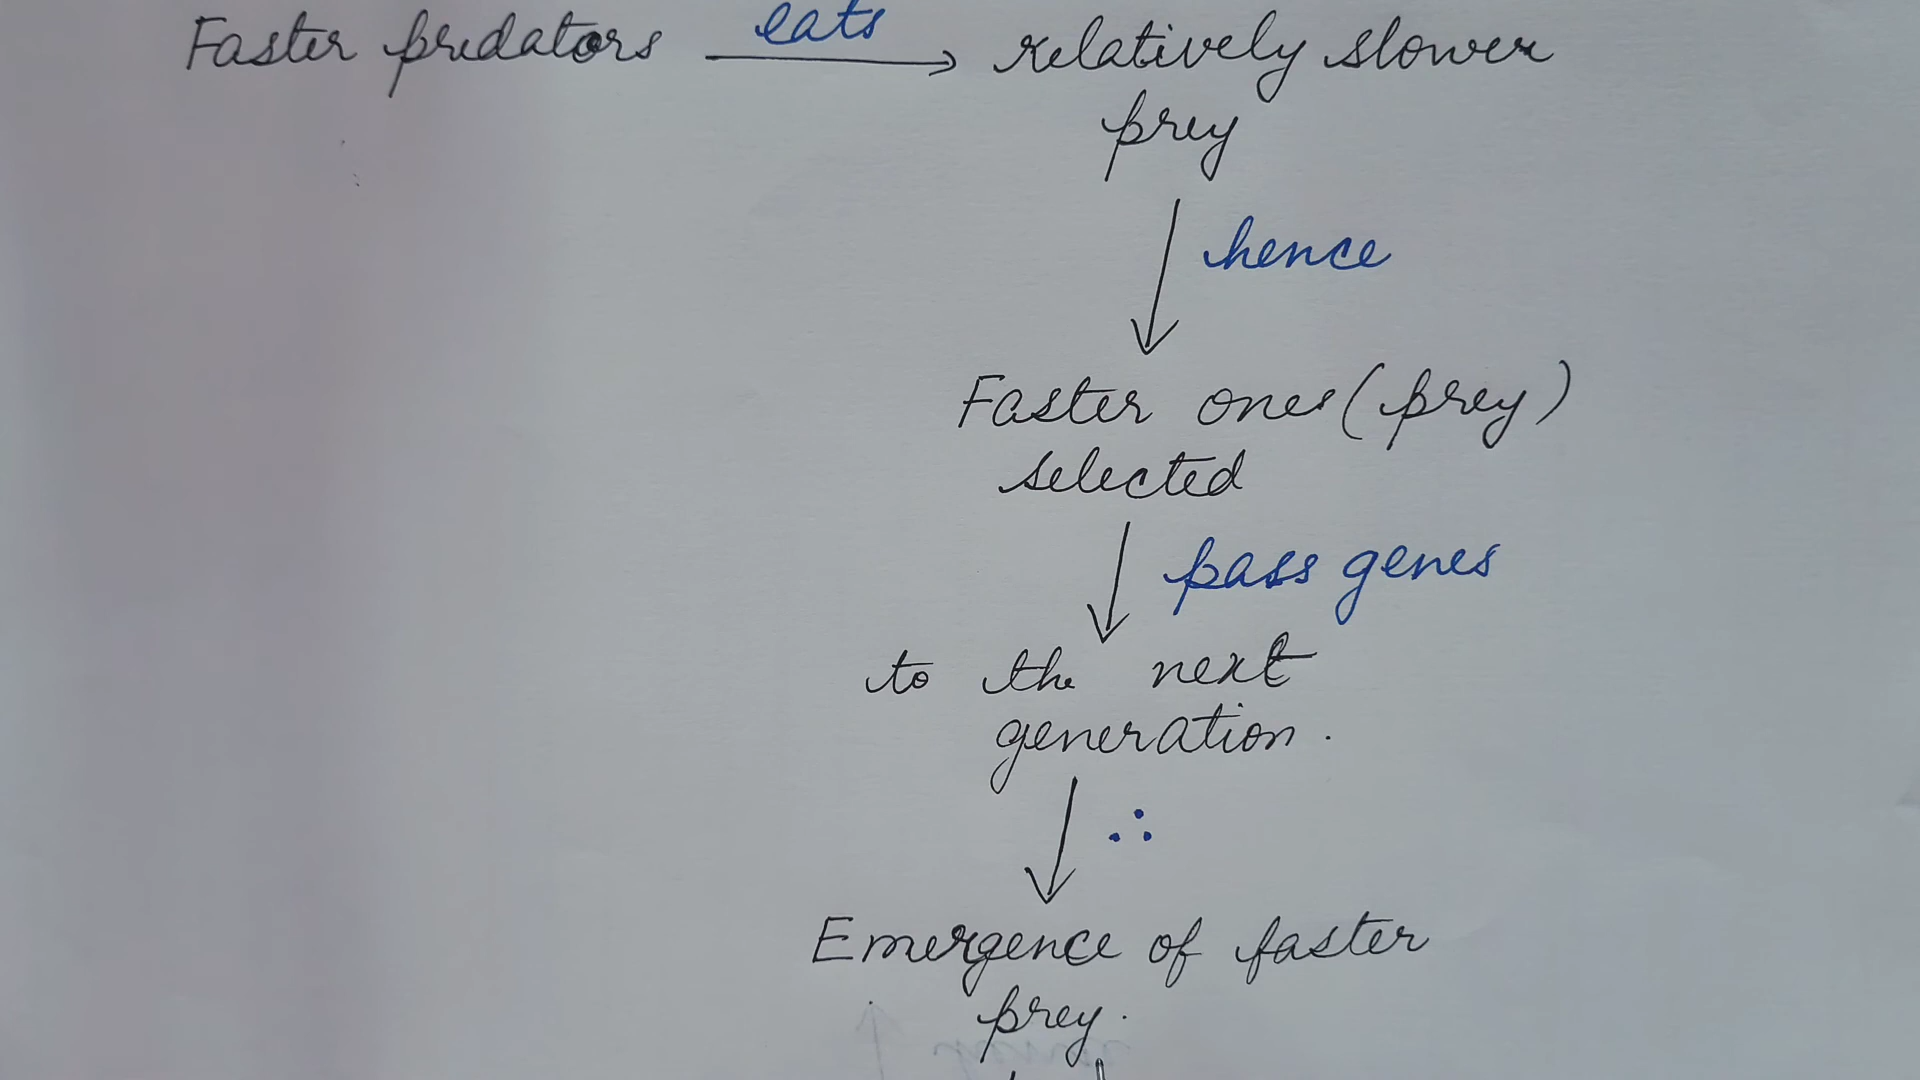 Faster predators eats relatively slower
prey
hence
Faster ones (prey)
selected
pass genes
to the next
generation.
∴
Emergence of faster
prey.